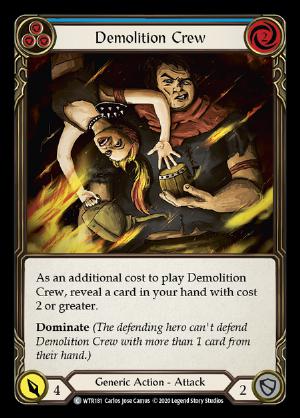 Demolition Crew
2
As an additional cost to play Demolition
Crew, reveal a card in your hand with cost
2 or greater.
Dominate (The defending hero can't defend
Demolition Crew with more than 1 card from
their hand.)
4
Generic Action - Attack
2
C WTR181 Carlos Jose Camus © 2020 Legend Story Studios